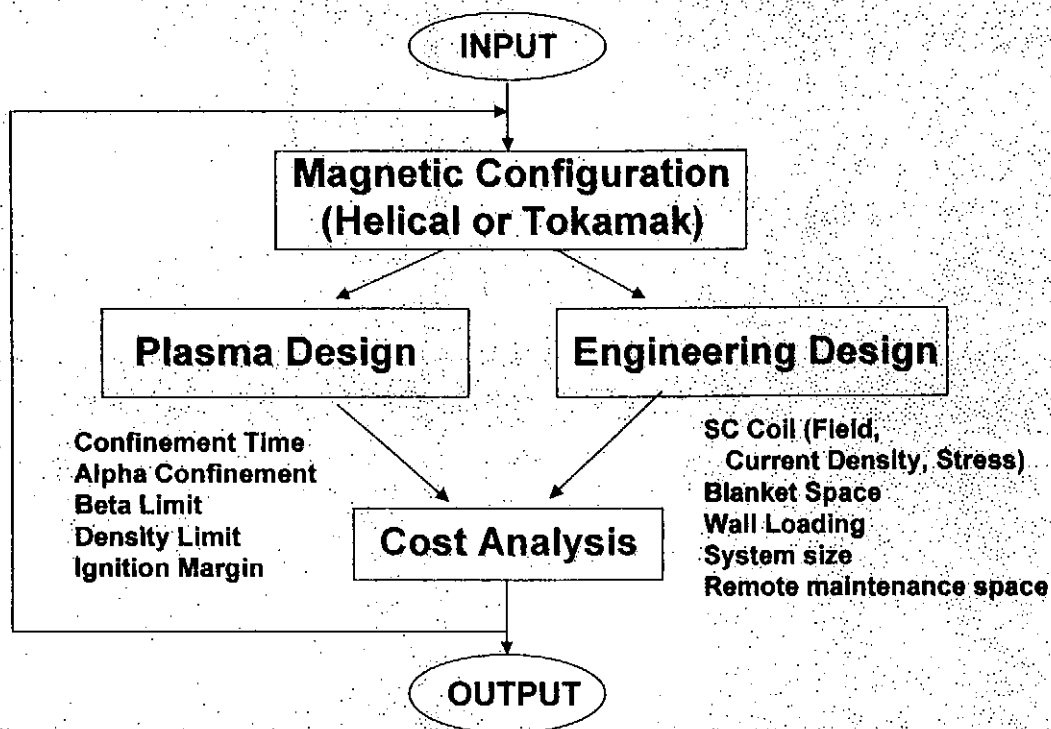 INPUT
Magnetic Configuration
(Helical or Tokamak)
Plasma Design
Engineering Design
Confinement Time
Alpha Confinement
Beta Limit
Density Limit
Ignition Margin
SC Coil (Field,
Current Density, Stress)
Blanket Space
Wall Loading
System size
Remote maintenance space
Cost Analysis
OUTPUT